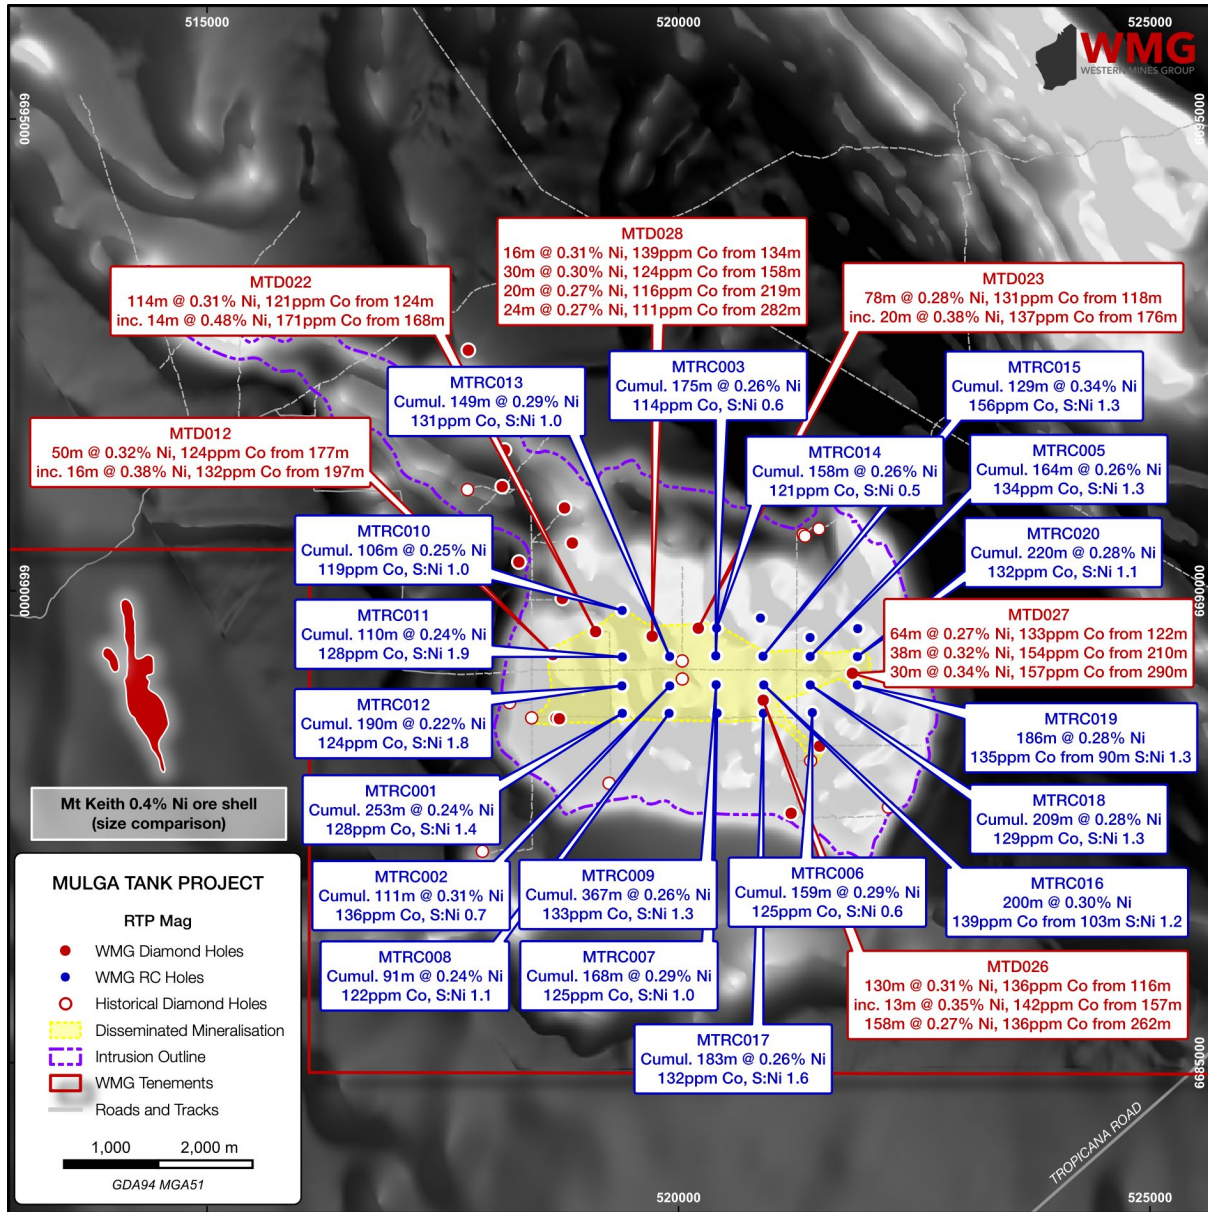 515000
520000
525000
WMG
WESTERN MINES GROUP
6695000
6695000
MTD028
16m @ 0.31% Ni, 139ppm Co from 134m
30m @ 0.30% Ni, 124ppm Co from 158m
20m @ 0.27% Ni, 116ppm Co from 219m
24m @ 0.27% Ni, 111ppm Co from 282m
MTD022
114m @ 0.31% Ni, 121ppm Co from 124m
inc. 14m @ 0.48% Ni, 171ppm Co from 168m
MTD023
78m @ 0.28% Ni, 131ppm Co from 118m
inc. 20m @ 0.38% Ni, 137ppm Co from 176m
MTRC013
Cumul. 149m @ 0.29% Ni
131ppm Co, S:Ni 1.0
MTRC003
Cumul. 175m @ 0.26% Ni
114ppm Co, S:Ni 0.6
MTRC015
Cumul. 129m @ 0.34% Ni
156ppm Co, S:Ni 1.3
MTD012
50m @ 0.32% Ni, 124ppm Co from 177m
inc. 16m @ 0.38% Ni, 132ppm Co from 197m
MTRC014
Cumul. 158m @ 0.26% Ni
121ppm Co, S:Ni 0.5
MTRC005
Cumul. 164m @ 0.26% Ni
134ppm Co, S:Ni 1.3
MTRC010
Cumul. 106m @ 0.25% Ni
119ppm Co, S:Ni 1.0
MTRC020
Cumul. 220m @ 0.28% Ni
132ppm Co, S:Ni 1.1
6690000
6690000
MTRC011
Cumul. 110m @ 0.24% Ni
128ppm Co, S:Ni 1.9
MTD027
64m @ 0.27% Ni, 133ppm Co from 122m
38m @ 0.32% Ni, 154ppm Co from 210m
30m @ 0.34% Ni, 157ppm Co from 290m
MTRC012
Cumul. 190m @ 0.22% Ni
124ppm Co, S:Ni 1.8
MTRC019
186m @ 0.28% Ni
135ppm Co from 90m S:Ni 1.3
Mt Keith 0.4% Ni ore shell
(size comparison)
MTRC001
Cumul. 253m @ 0.24% Ni
128ppm Co, S:Ni 1.4
MTRC018
Cumul. 209m @ 0.28% Ni
129ppm Co, S:Ni 1.3
MTRC002
Cumul. 111m @ 0.31% Ni
136ppm Co, S:Ni 0.7
MTRC009
Cumul. 367m @ 0.26% Ni
133ppm Co, S:Ni 1.3
MTRC006
Cumul. 159m @ 0.29% Ni
125ppm Co, S:Ni 0.6
MTRC016
200m @ 0.30% Ni
139ppm Co from 103m S:Ni 1.2
MTRC008
Cumul. 91m @ 0.24% Ni
122ppm Co, S:Ni 1.1
MTRC007
Cumul. 168m @ 0.29% Ni
125ppm Co, S:Ni 1.0
MTD026
130m @ 0.31% Ni, 136ppm Co from 116m
inc. 13m @ 0.35% Ni, 142ppm Co from 157m
158m @ 0.27% Ni, 136ppm Co from 262m
MTRC017
Cumul. 183m @ 0.26% Ni
132ppm Co, S:Ni 1.6
6685000
MULGA TANK PROJECT
RTP Mag
WMG Diamond Holes
WMG RC Holes
Historical Diamond Holes
Disseminated Mineralisation
Intrusion Outline
WMG Tenements
Roads and Tracks
1,000 2,000 m
GDA94 MGA51
TROPICANA ROAD
520000
525000